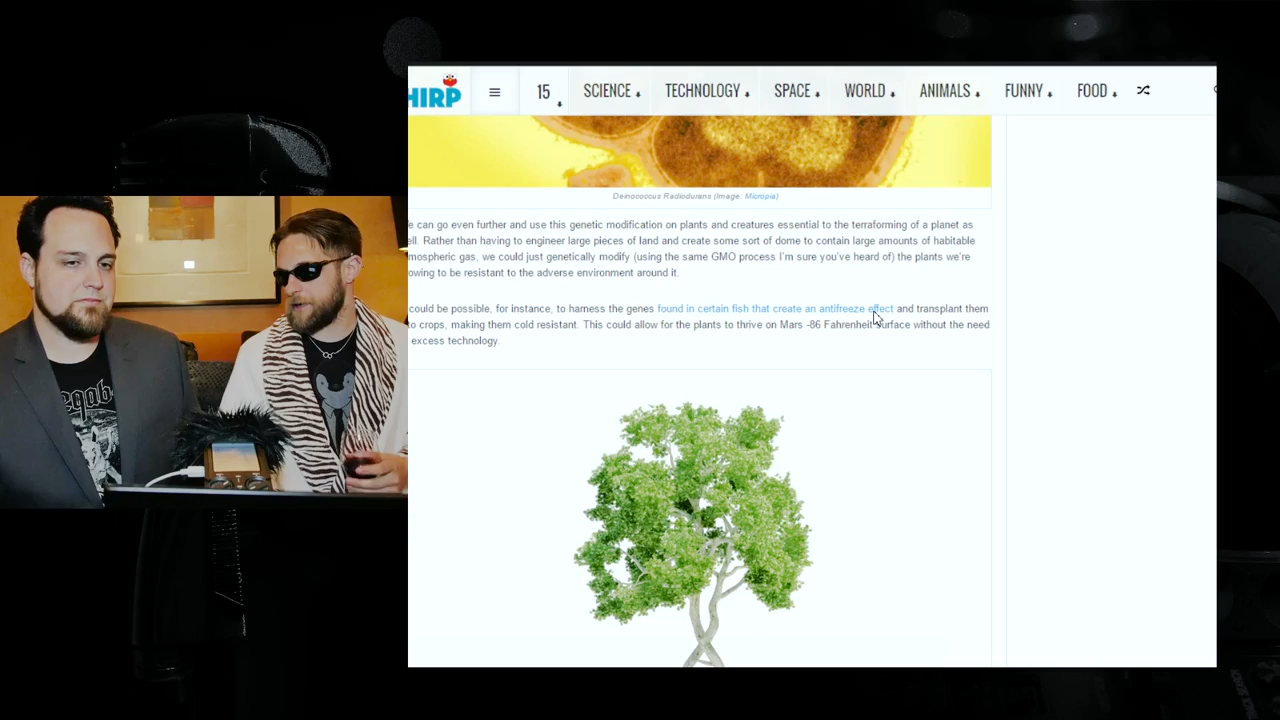 HIRP
15
SCIENCE
TECHNOLOGY
SPACE
WORLD
ANIMALS
FUNNY
FOOD
Deinococcus Radiodurans (Image: Micropia)
e can go even further and use this genetic modification on plants and creatures essential to the terraforming of a planet as
ell. Rather than having to engineer large pieces of land and create some sort of dome to contain large amounts of habitable
mospheric gas, we could just genetically modify (using the same GMO process I'm sure you've heard of) the plants we're
owing to be resistant to the adverse environment around it.
could be possible, for instance, to harness the genes found in certain fish that create an antifreeze effect and transplant them
to crops, making them cold resistant. This could allow for the plants to thrive on Mars -86 Fahrenheit surface without the need
excess technology.